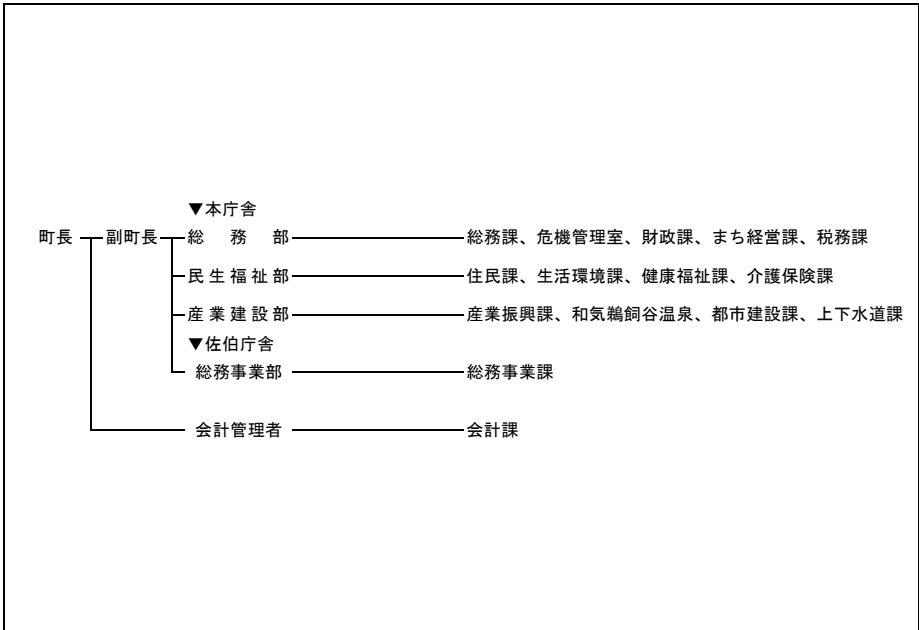 ▼本庁舎
町長 副町長 総務部 総務課、危機管理室、財政課、まち経営課、税務課
民生福祉部 住民課、生活環境課、健康福祉課、介護保険課
産業建設部 産業振興課、和気鵜飼谷温泉、都市建設課、上下水道課
▼佐伯庁舎
総務事業部 総務事業課
会計管理者 会計課